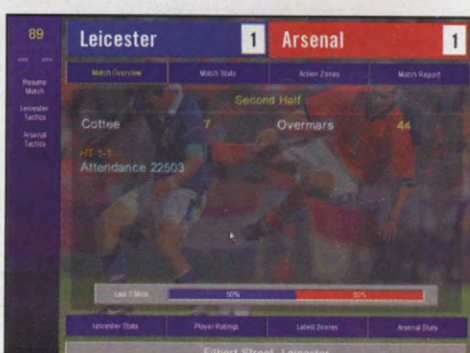 89
Leicester 1 Arsenal 1
<<< >>>
Match Overview Match Stats Action Zones Match Report
Resume
Match
Second Half
Leicester
Tactics
Cottee 7 Overmars 44
Arsenal
Tactics
HT 1-1
Attendance 22503
Last 5 Mins 50% 50%
Leicester Stats Player Ratings Latest Scores Arsenal Stats
Filbert Street, Leicester